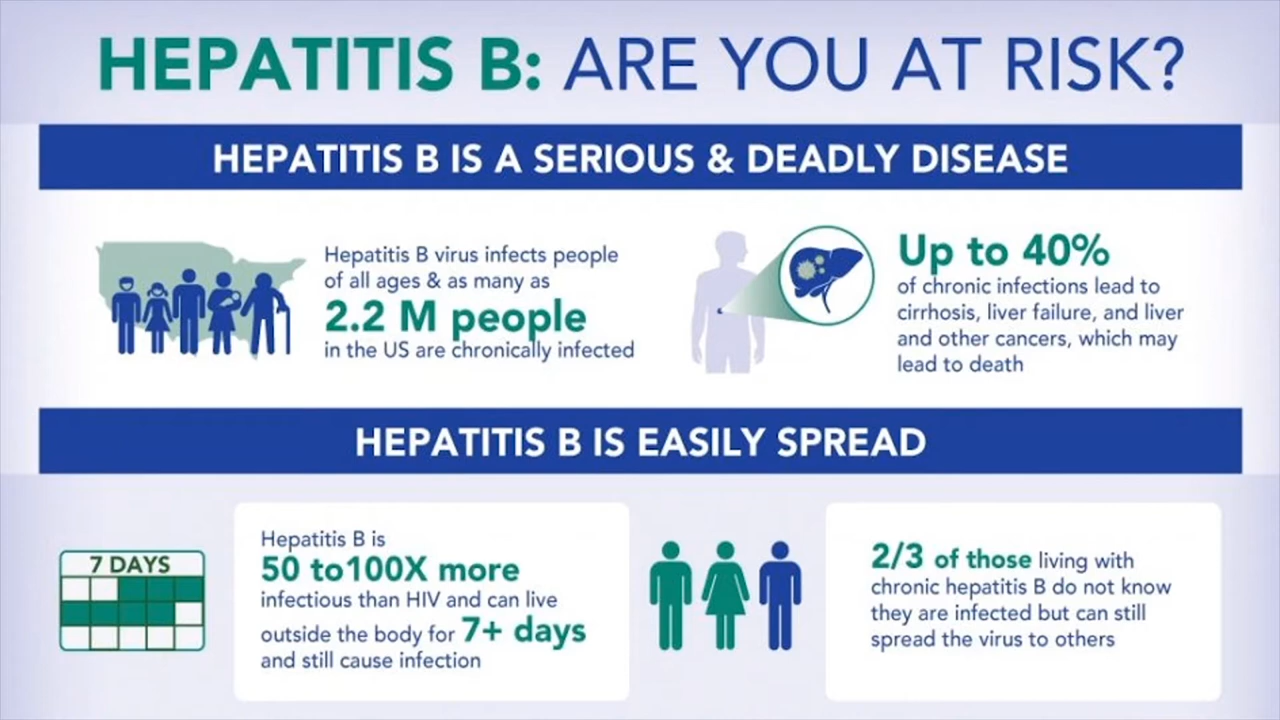 HEPATITIS B: ARE YOU AT RISK?
HEPATITIS B IS A SERIOUS & DEADLY DISEASE
Hepatitis B virus infects people
of all ages & as many as
2.2 M people
in the US are chronically infected
Up to 40%
of chronic infections lead to
cirrhosis, liver failure, and liver
and other cancers, which may
lead to death
HEPATITIS B IS EASILY SPREAD
7 DAYS
Hepatitis B is
50 to100X more
infectious than HIV and can live
outside the body for 7+ days
and still cause infection
2/3 of those living with
chronic hepatitis B do not know
they are infected but can still
spread the virus to others